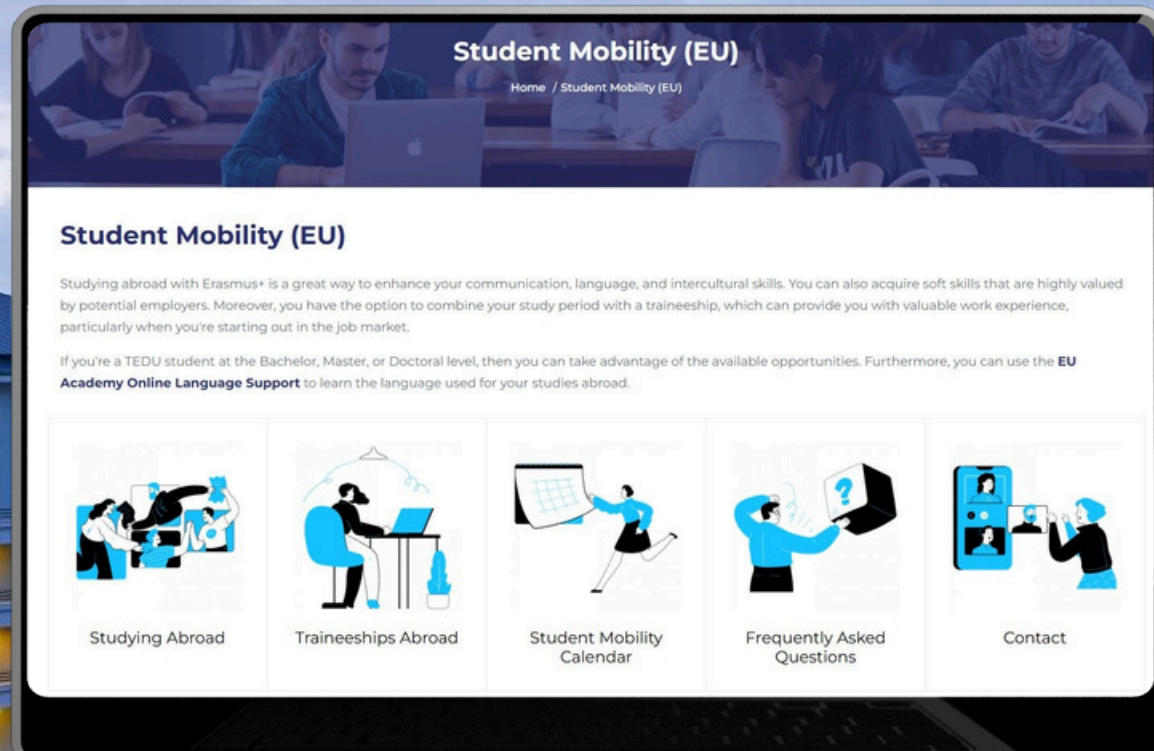 Student Mobility (EU)
Home / Student Mobility (EU)
Student Mobility (EU)
Studying abroad with Erasmus+ is a great way to enhance your communication, language, and intercultural skills. You can also acquire soft skills that are highly valued
by potential employers. Moreover, you have the option to combine your study period with a traineeship, which can provide you with valuable work experience,
particularly when you're starting out in the job market.
If you're a TEDU student at the Bachelor, Master, or Doctoral level, then you can take advantage of the available opportunities. Furthermore, you can use the EU
Academy Online Language Support to learn the language used for your studies abroad.
Studying Abroad
Traineeships Abroad
Student Mobility
Calendar
Frequently Asked
Questions
Contact